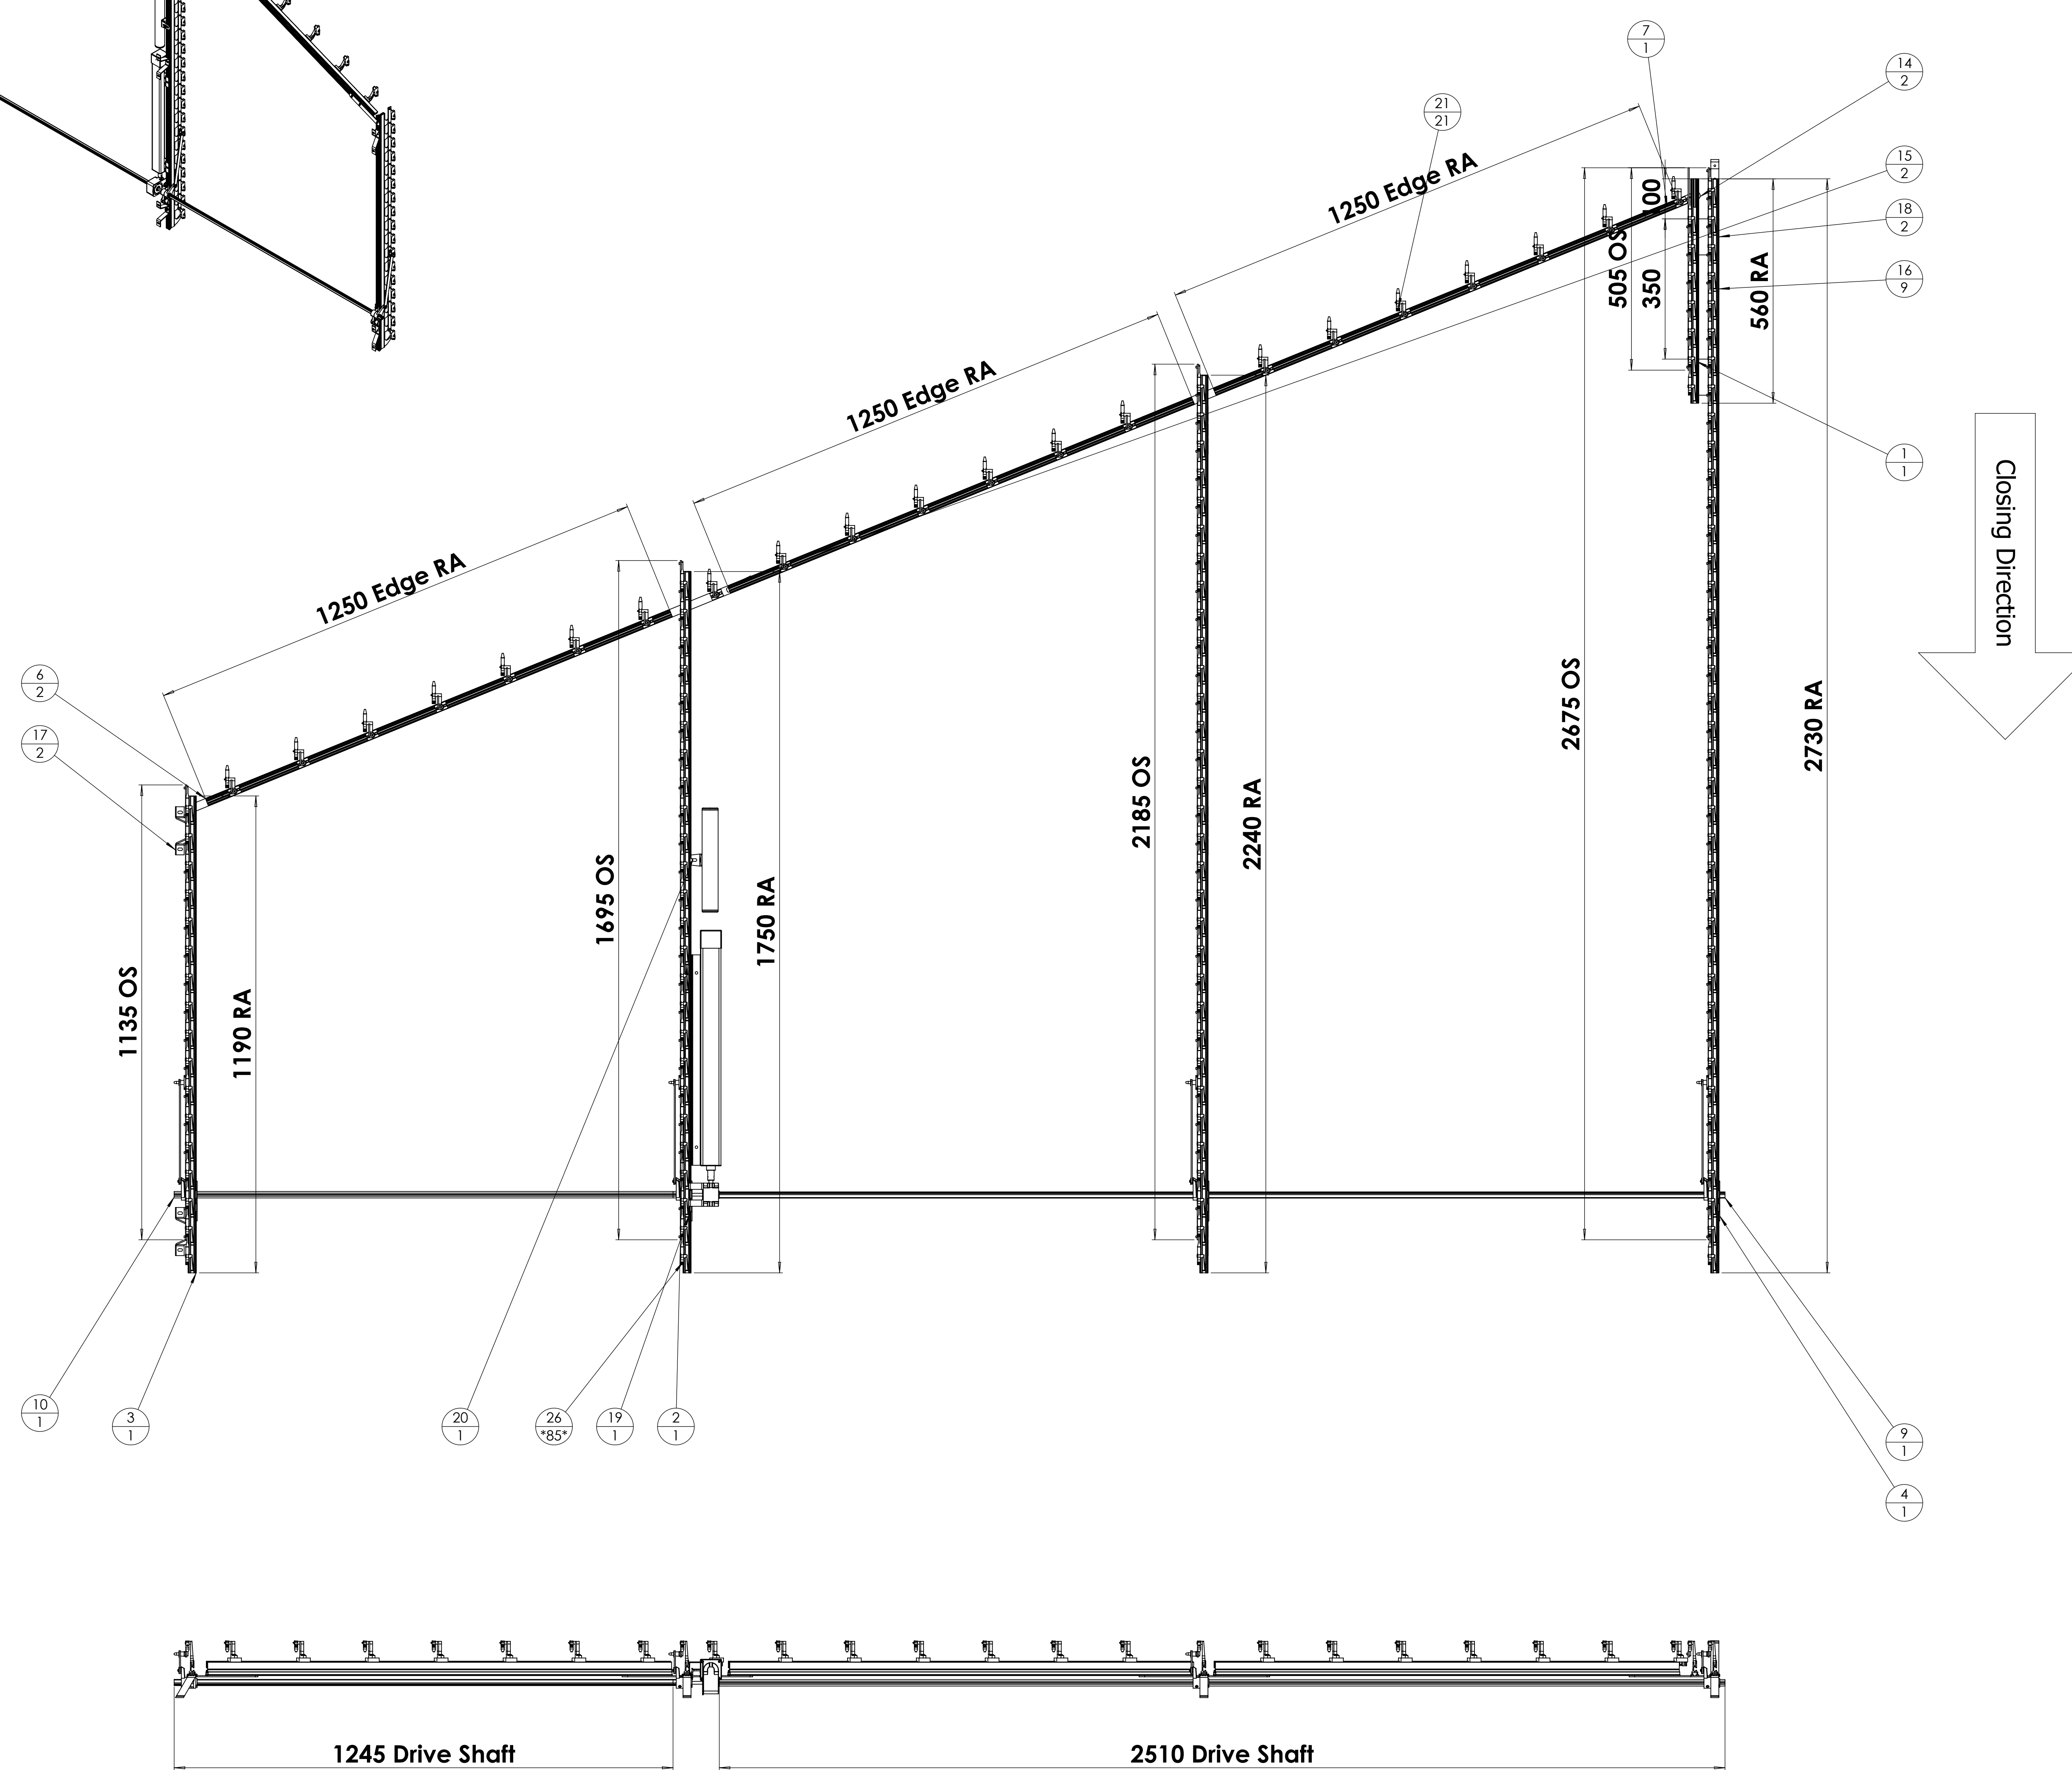 7
1
14
2
21
21
15
2
1250 Edge RA
100
18
2
505 OS
350
560 RA
16
9
1250 Edge RA
1
1
Closing Direction
1250 Edge RA
6
2
17
2
2675 OS
2730 RA
2185 OS
2240 RA
1695 OS
1750 RA
1135 OS
1190 RA
10
1
3
1
20
1
26
*85*
19
1
2
1
9
1
4
1
1245 Drive Shaft
2510 Drive Shaft